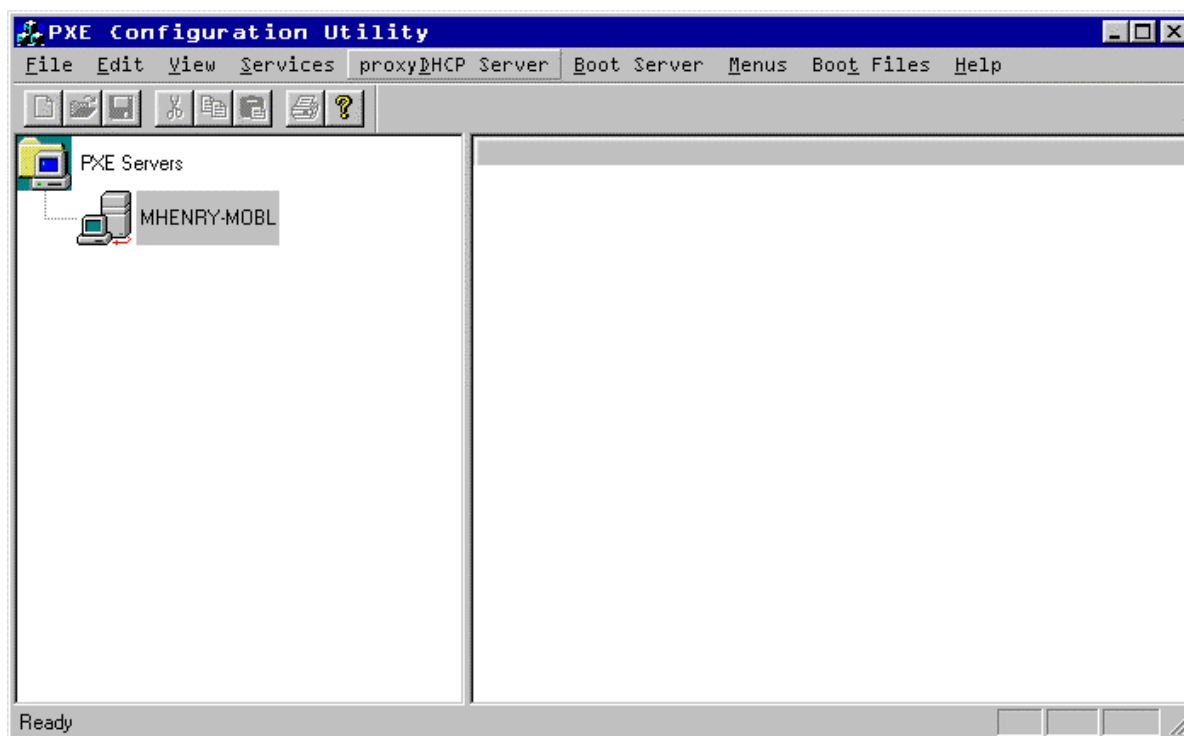 PXE Configuration Utility
File Edit View Services proxyDHCP Server Boot Server Menus Boot Files Help
?
PXE Servers
MHENRY-MOBL
Ready